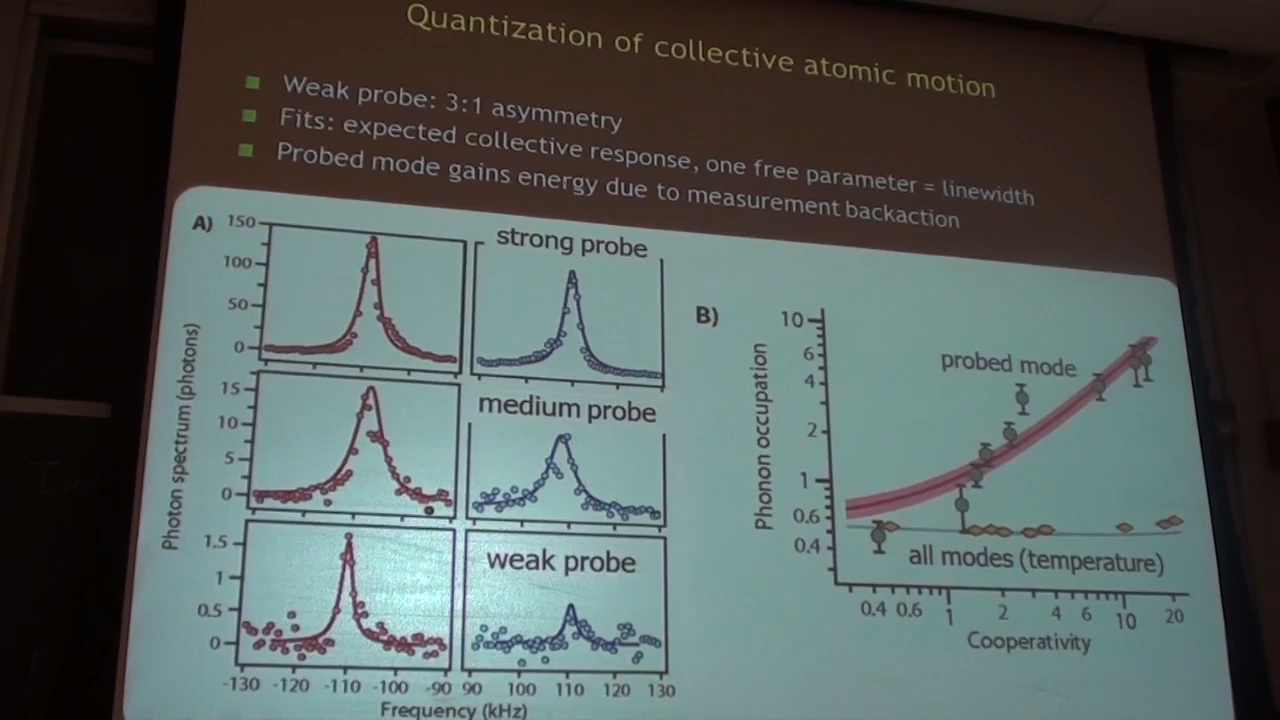 Quantization of collective atomic motion
Weak probe: 3:1 asymmetry
Fits: expected collective response, one free parameter = linewidth
Probed mode gains energy due to measurement backaction
A)
150
100
50
0
strong probe
15
10
5
0
medium probe
1.5
1
0.5
0
weak probe
Photon spectrum (photons)
-130 -120 -110 -100 -90 90 100 110 120 130
Frequency (kHz)
B)
10
6
4
2
1
0.6
0.4
Phonon occupation
probed mode
all modes (temperature)
0.4 0.6 1 2 4 6 10 20
Cooperativity